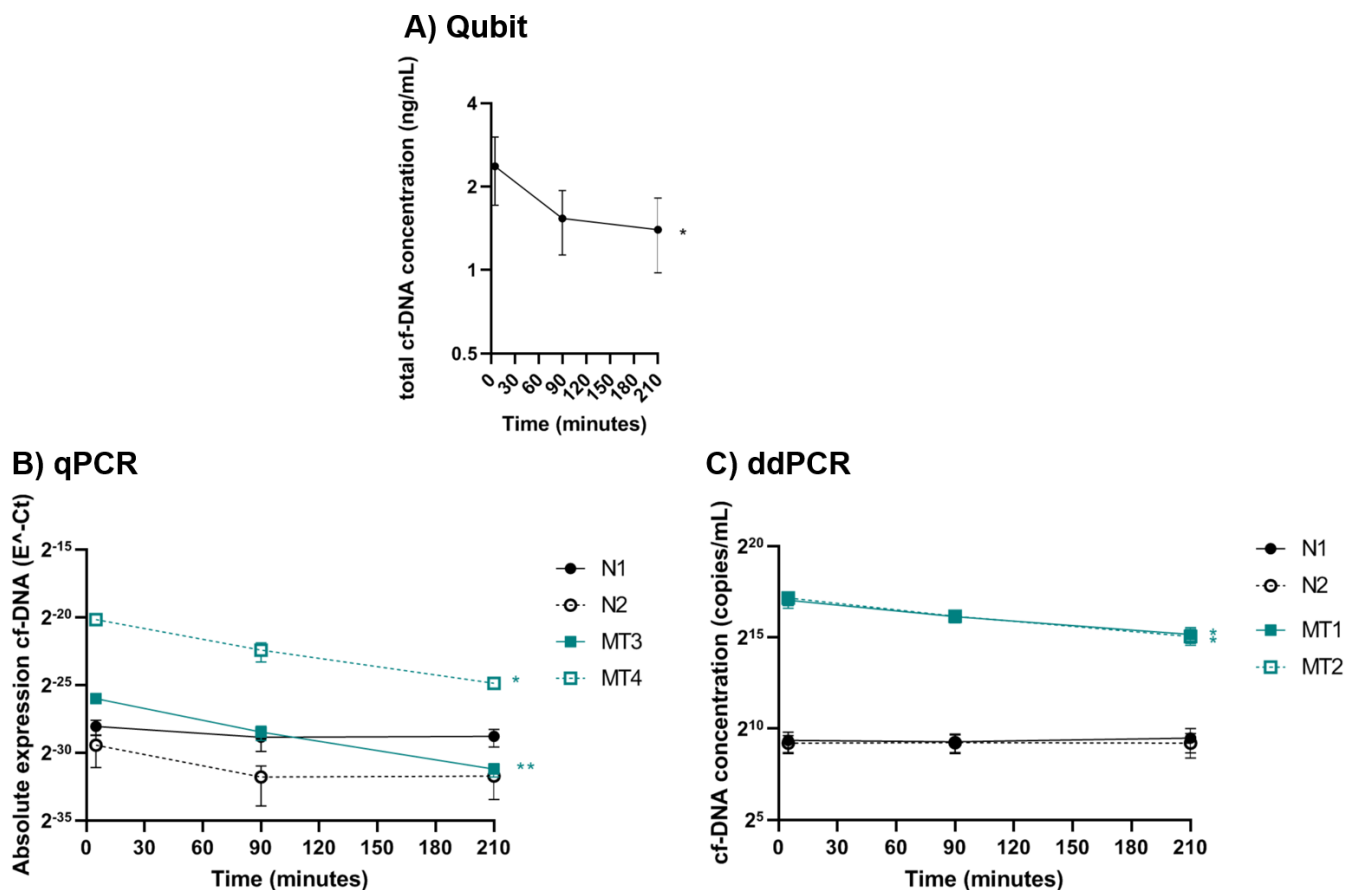 A) Qubit
total cf-DNA concentration (ng/mL)
4
2
1
0.5
0 30 60 90 120 150 180 210
Time (minutes)
*
B) qPCR
Absolute expression cf-DNA (E^-Ct)
2-15
2-20
2-25
2-30
2-35
0 30 60 90 120 150 180 210
Time (minutes)
*
**
N1
N2
MT3
MT4
C) ddPCR
cf-DNA concentration (copies/mL)
220
215
210
25
0 30 60 90 120 150 180 210
Time (minutes)
*
*
N1
N2
MT1
MT2